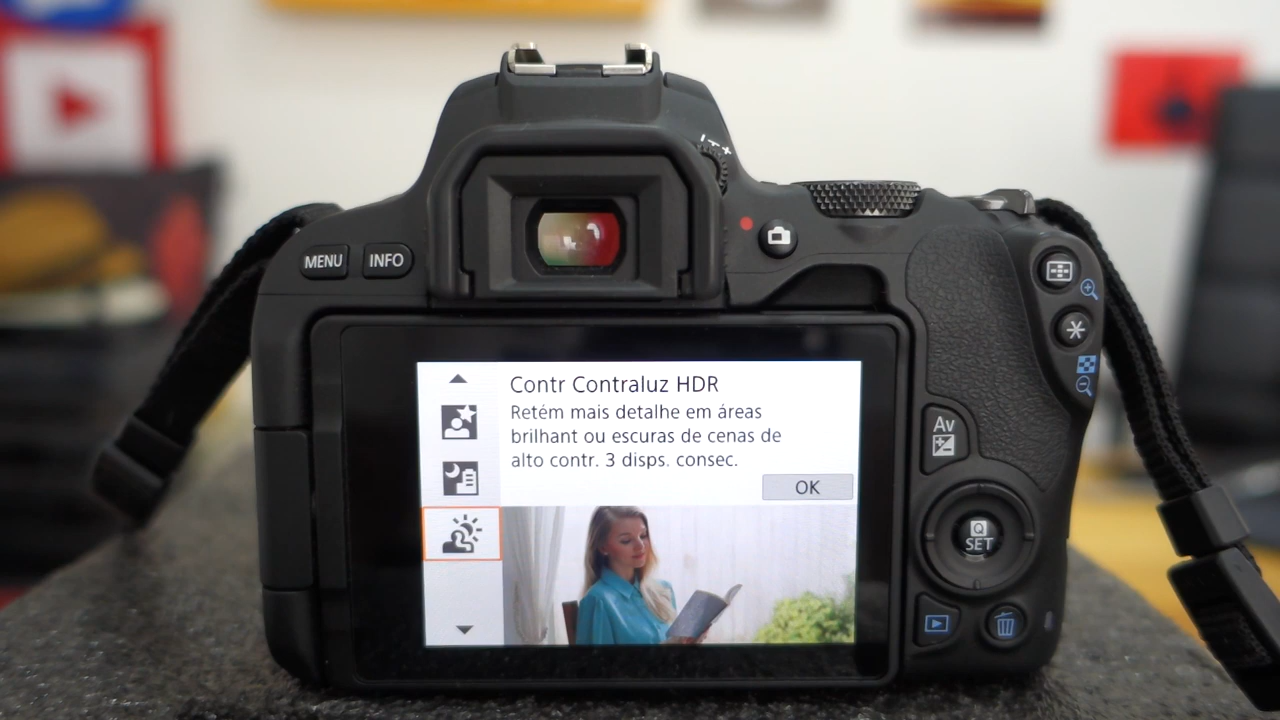 MENU
INFO
Contr Contraluz HDR
Retém mais detalhe em áreas
brilhant ou escuras de cenas de
alto contr. 3 disps. consec.
OK
Av
Q
SET